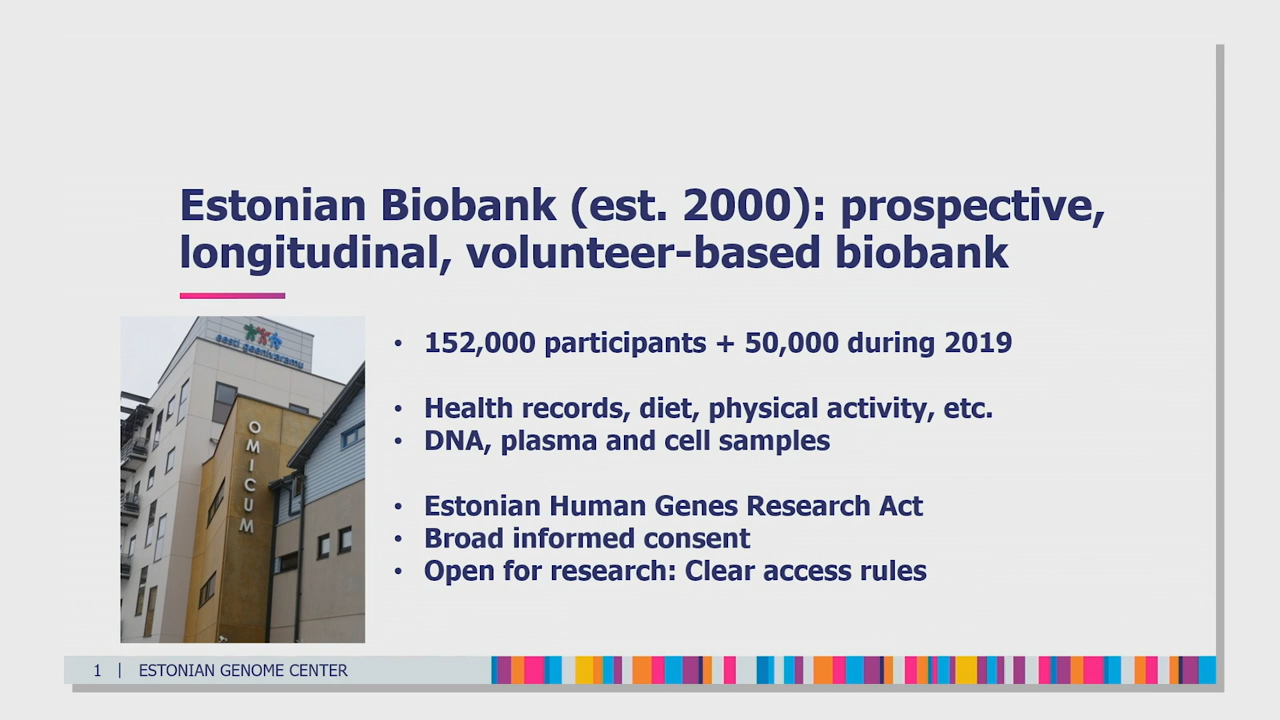 Estonian Biobank (est. 2000): prospective,
longitudinal, volunteer-based biobank
eesti geenivaramu
OMICUM
• 152,000 participants + 50,000 during 2019
• Health records, diet, physical activity, etc.
• DNA, plasma and cell samples
• Estonian Human Genes Research Act
• Broad informed consent
• Open for research: Clear access rules
1 | ESTONIAN GENOME CENTER